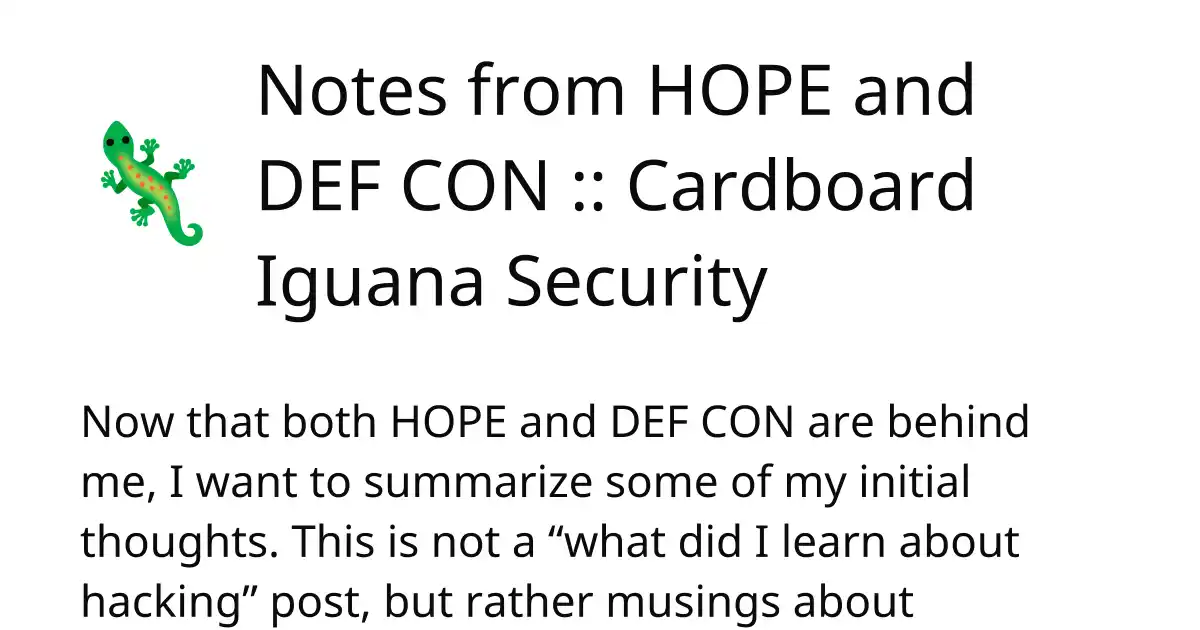 Notes from HOPE and
DEF CON :: Cardboard
Iguana Security
Now that both HOPE and DEF CON are behind
me, I want to summarize some of my initial
thoughts. This is not a “what did I learn about
hacking” post, but rather musings about